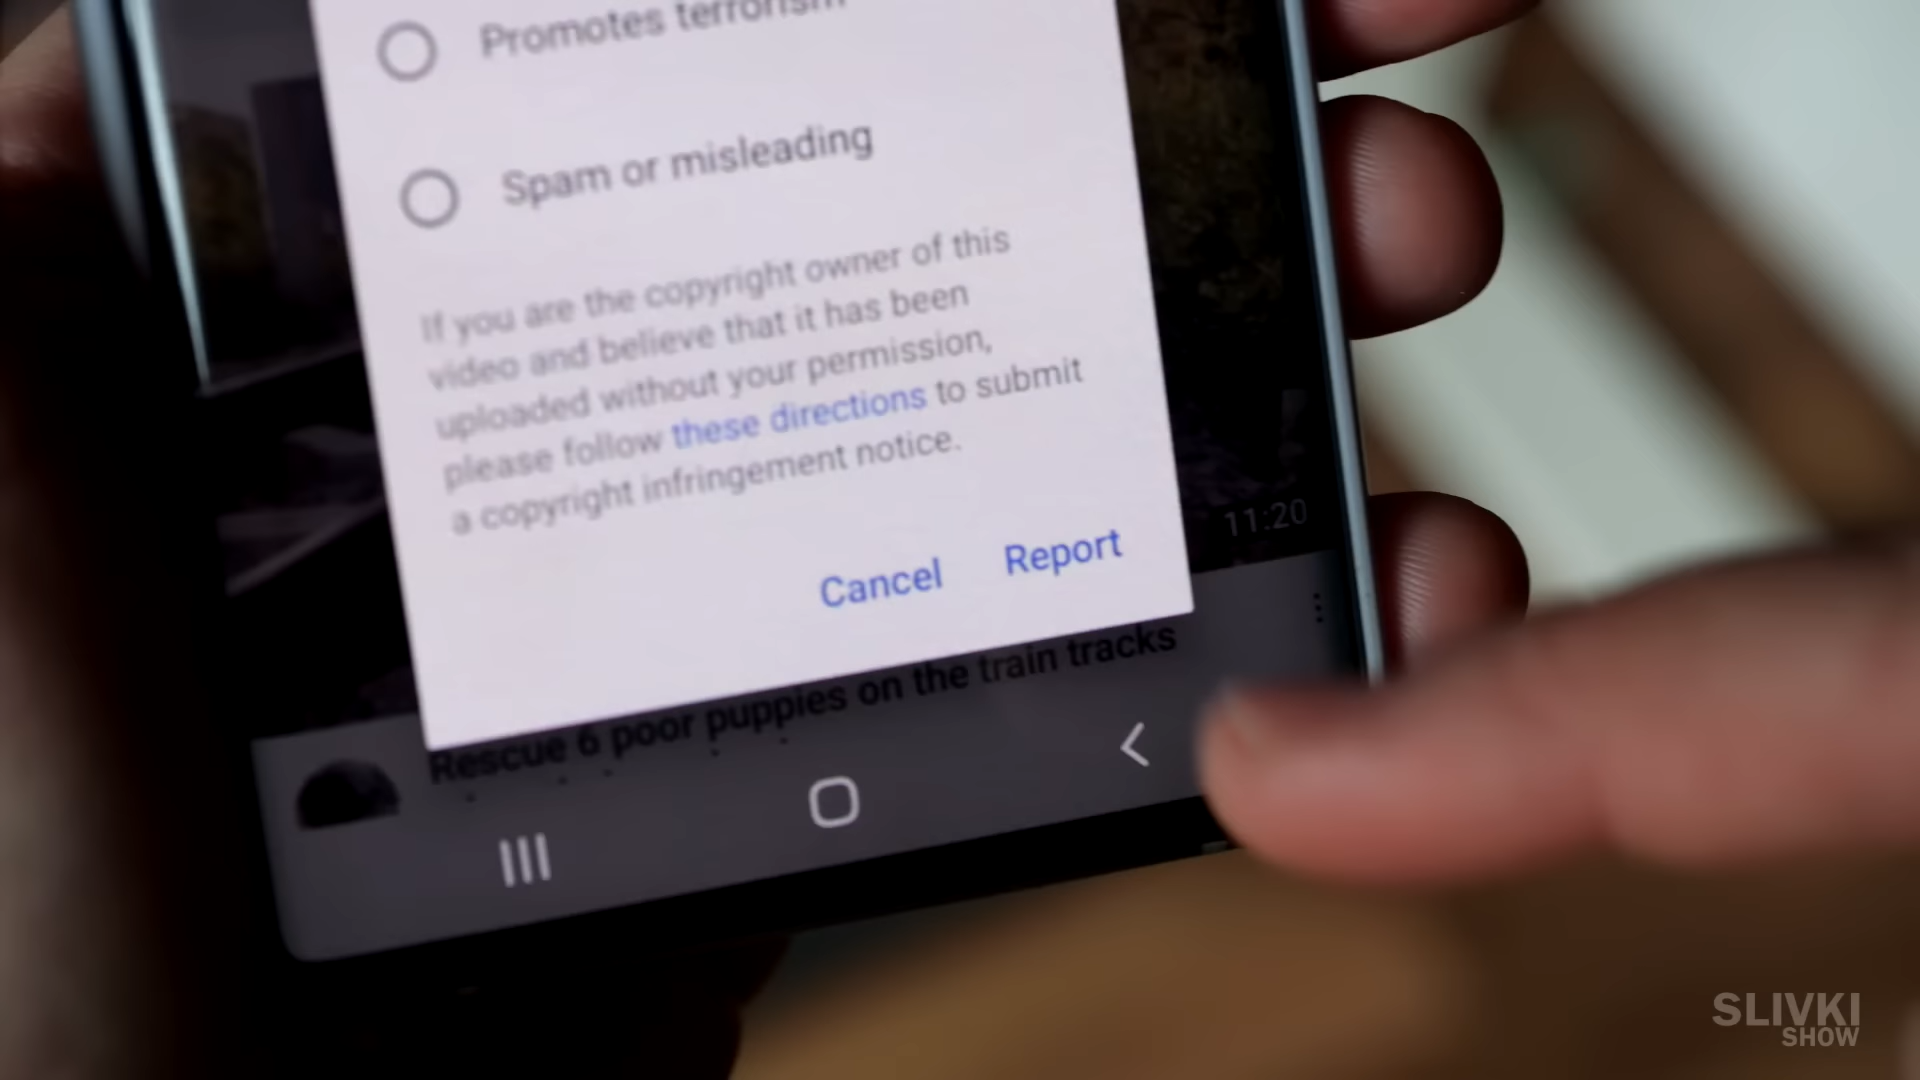 Promotes terrorism
Spam or misleading
If you are the copyright owner of this
video and believe that it has been
uploaded without your permission,
please follow these directions to submit
a copyright infringement notice.
11:20
Cancel Report
Rescue 6 poor puppies on the train tracks
SLIVKI
SHOW